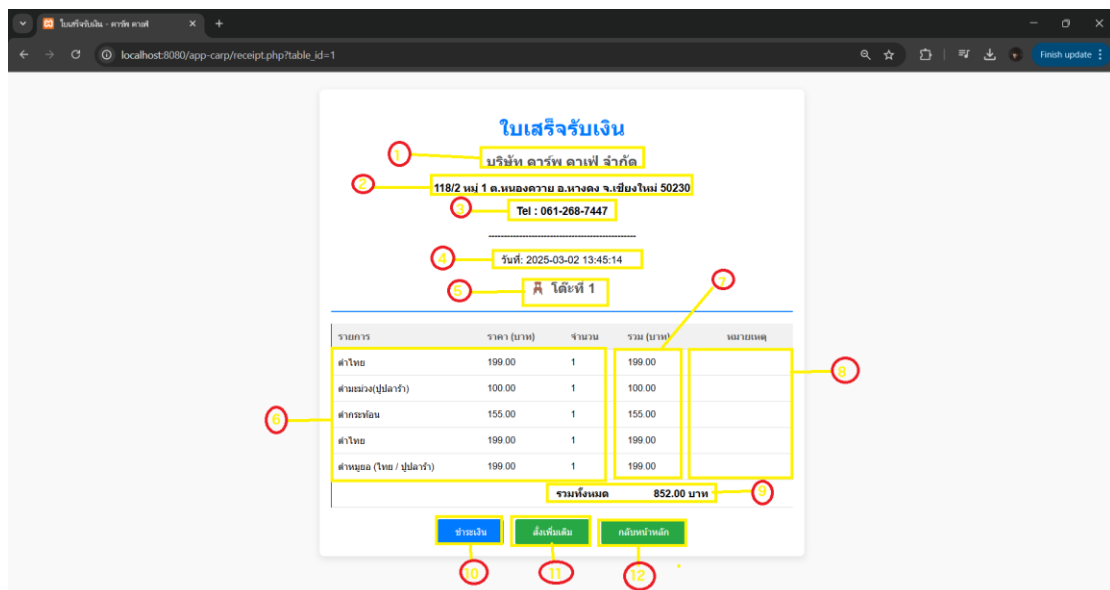 ใบเสร็จรับเงิน - คาร์พ คาเฟ่
localhost:8080/app-carp/receipt.php?table_id=1
Finish update
ใบเสร็จรับเงิน
1
บริษัท คาร์พ คาเฟ่ จำกัด
2
118/2 หมู่ 1 ต.หนองควาย อ.หางดง จ.เชียงใหม่ 50230
3
Tel : 061-268-7447
-----------------------------------------------
4
วันที่: 2025-03-02 13:45:14
5
โต๊ะที่ 1
7
รายการ ราคา (บาท) จำนวน รวม (บาท) หมายเหตุ
ตำไทย 199.00 1 199.00
8
ตำมะม่วง(ปูปลาร้า) 100.00 1 100.00
6
ตำกระท้อน 155.00 1 155.00
ตำไทย 199.00 1 199.00
ตำหมูยอ (ไทย / ปูปลาร้า) 199.00 1 199.00
รวมทั้งหมด 852.00 บาท
9
ชำระเงิน สั่งเพิ่มเติม กลับหน้าหลัก
10 11 12